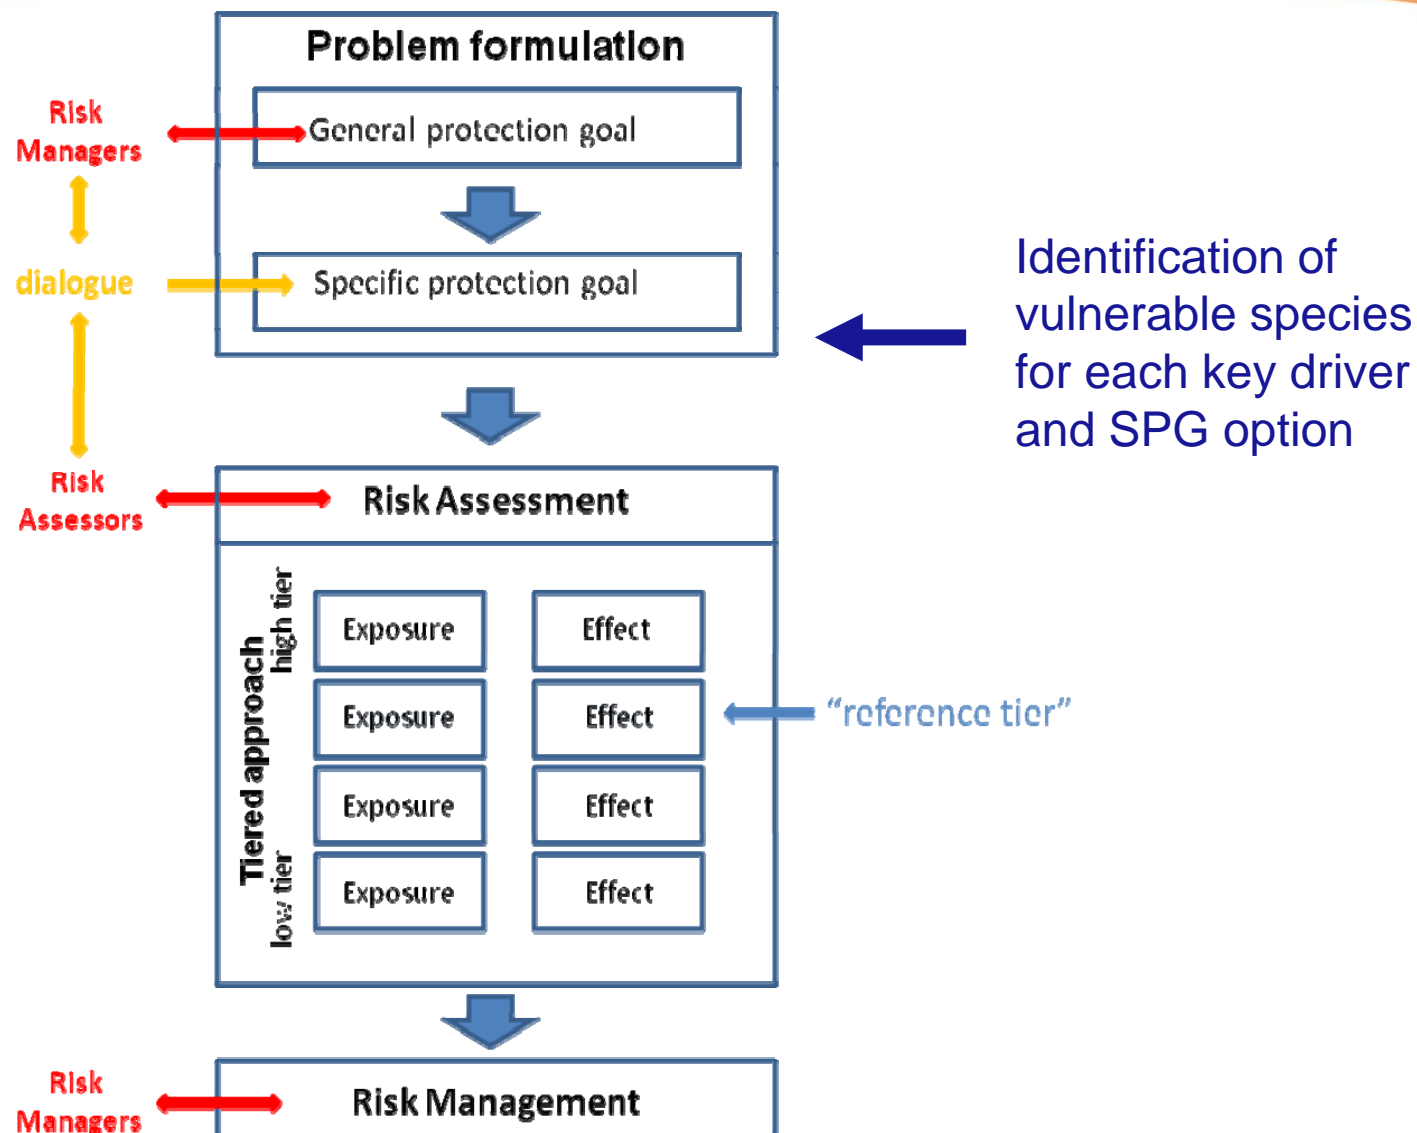 Problem formulation
Risk
Managers
General protection goal
dialogue
Specific protection goal
Identification of
vulnerable species
for each key driver
and SPG option
Risk
Assessors
Risk Assessment
Tiered approach
high tier
low tier
Exposure
Effect
Exposure
Effect
“reference tier”
Exposure
Effect
Exposure
Effect
Risk
Managers
Risk Management